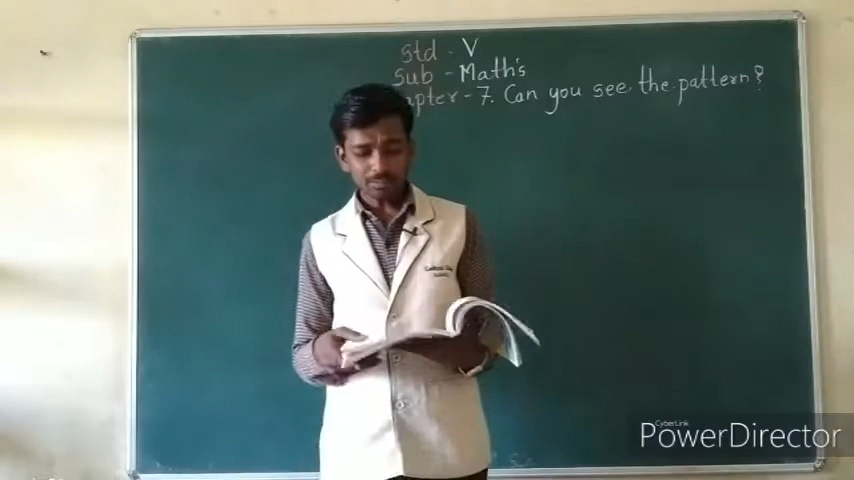 Std - V
Sub - Math's
apter - 7. Can you see the pattern?
CyberLink
PowerDirector